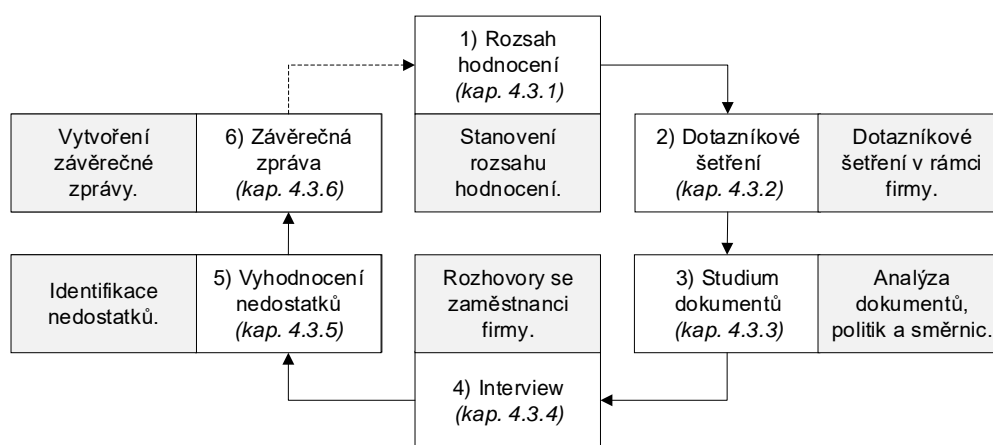 1) Rozsah
hodnocení
(kap. 4.3.1)
Stanovení
rozsahu
hodnocení.
2) Dotazníkové
šetření
(kap. 4.3.2)
Dotazníkové
šetření v rámci
firmy.
3) Studium
dokumentů
(kap. 4.3.3)
Analýza
dokumentů,
politik a směrnic.
Rozhovory se
zaměstnanci
firmy.
4) Interview
(kap. 4.3.4)
Identifikace
nedostatků.
5) Vyhodnocení
nedostatků
(kap. 4.3.5)
Vytvoření
závěrečné
zprávy.
6) Závěrečná
zpráva
(kap. 4.3.6)